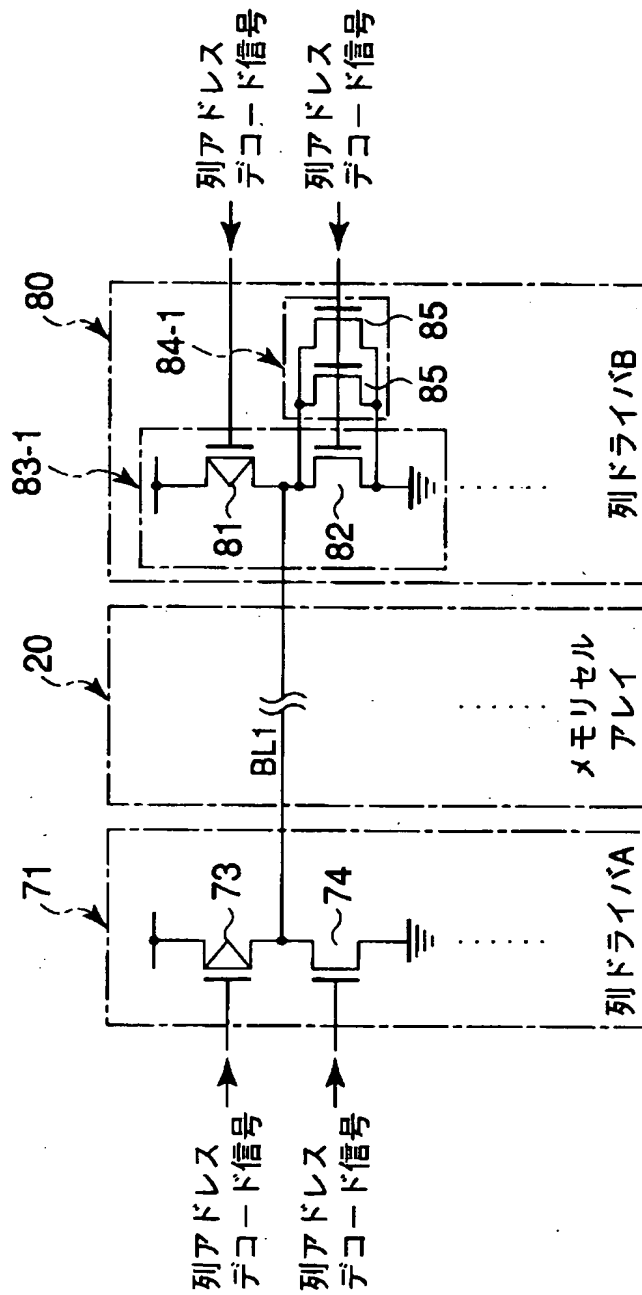 71
20
83-1
84-1
80
列アドレス
デコード信号
列アドレス
デコード信号
73
74
BL1
81
82
85
85
列アドレス
デコード信号
列アドレス
デコード信号
列ドライバA
メモリセル
アレイ
列ドライバB